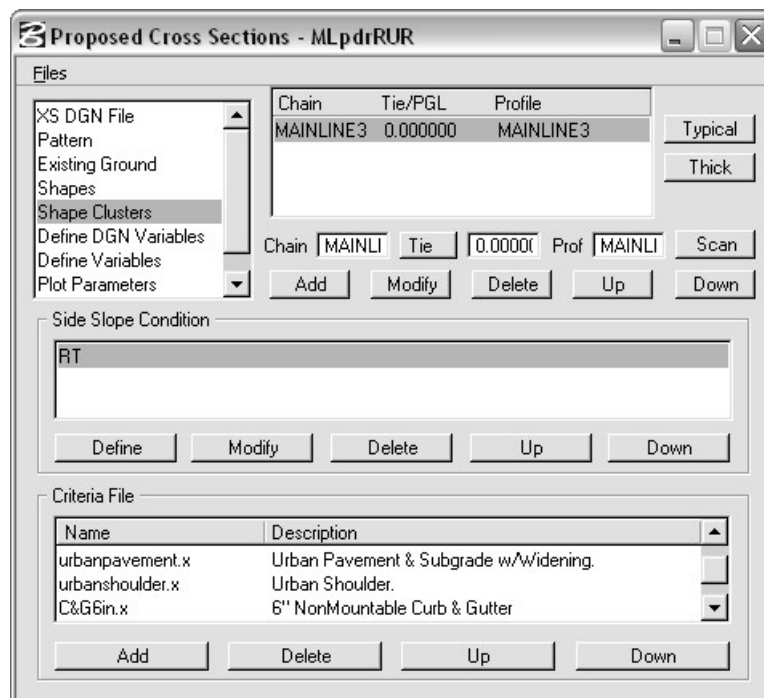 Proposed Cross Sections - MLpdrRUR
Files
XS DGN File
Pattern
Existing Ground
Shapes
Shape Clusters
Define DGN Variables
Define Variables
Plot Parameters
Chain Tie/PGL Profile
MAINLINE3 0.000000 MAINLINE3
Typical
Thick
Chain MAINLI Tie 0.0000( Prof MAINLI Scan
Add Modify Delete Up Down
Side Slope Condition
RT
Define Modify Delete Up Down
Criteria File
Name Description
urbanpavement.x Urban Pavement & Subgrade w/Widening.
urbanshoulder.x Urban Shoulder.
C&G6in.x 6" NonMountable Curb & Gutter
Add Delete Up Down